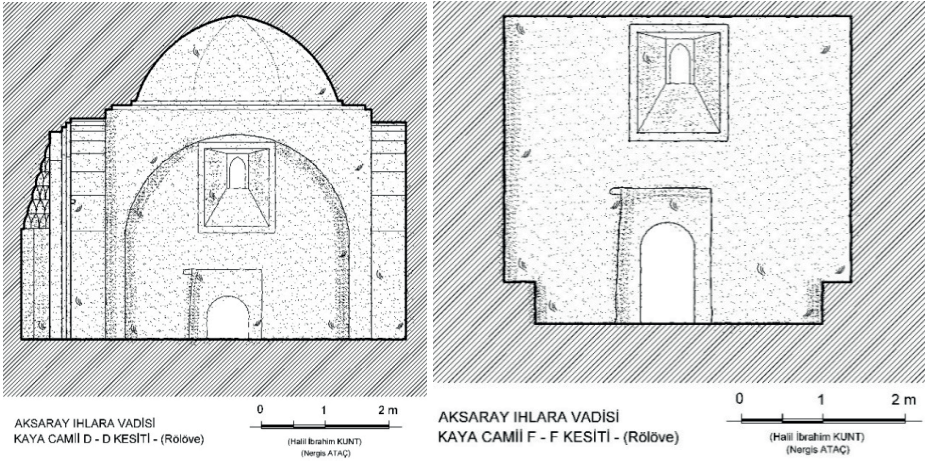 AKSARAY IHLARA VADİSİ
KAYA CAMİİ D - D KESİTİ - (Rölöve)
0 1 2 m
(Halil İbrahim KUNT)
(Nergis ATAÇ)
AKSARAY IHLARA VADİSİ
KAYA CAMİİ F - F KESİTİ - (Rölöve)
0 1 2 m
(Halil İbrahim KUNT)
(Nergis ATAÇ)